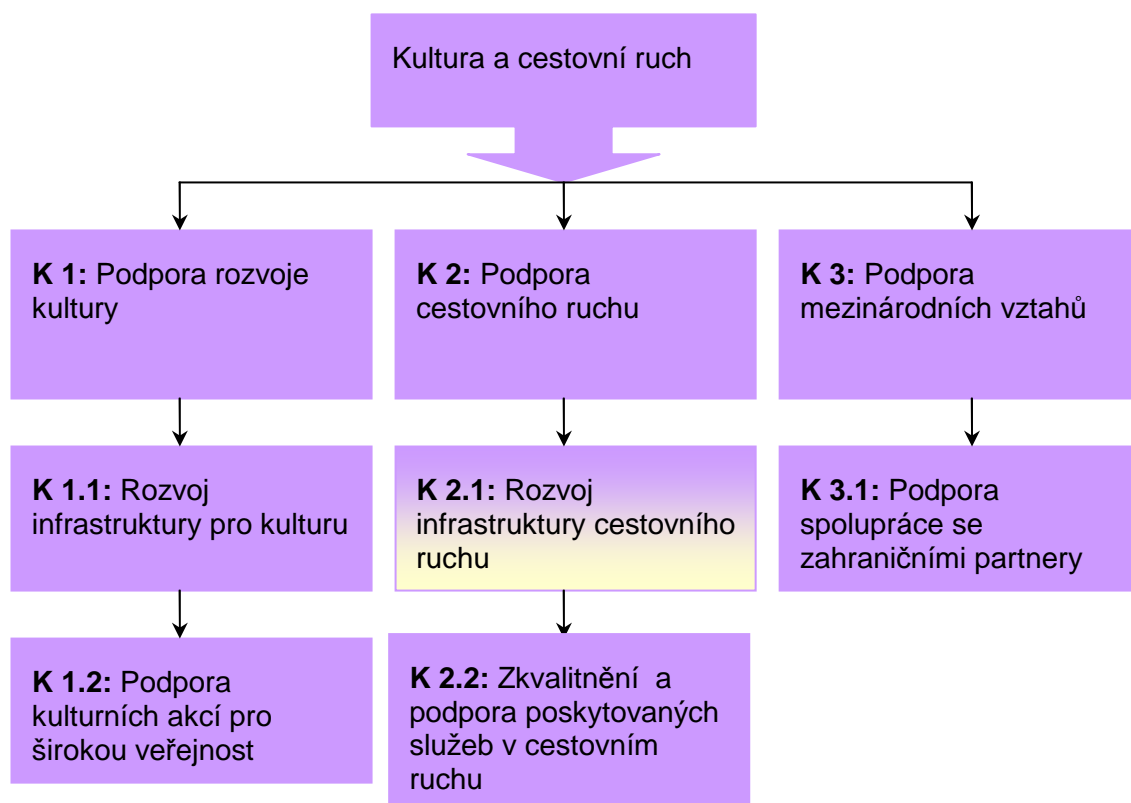 Kultura a cestovní ruch
K 1: Podpora rozvoje
kultury
K 2: Podpora
cestovního ruchu
K 3: Podpora
mezinárodních vztahů
K 1.1: Rozvoj
infrastruktury pro kulturu
K 2.1: Rozvoj
infrastruktury cestovního
ruchu
K 3.1: Podpora
spolupráce se
zahraničními partnery
K 1.2: Podpora
kulturních akcí pro
širokou veřejnost
K 2.2: Zkvalitnění  a
podpora poskytovaných
služeb v cestovním
ruchu